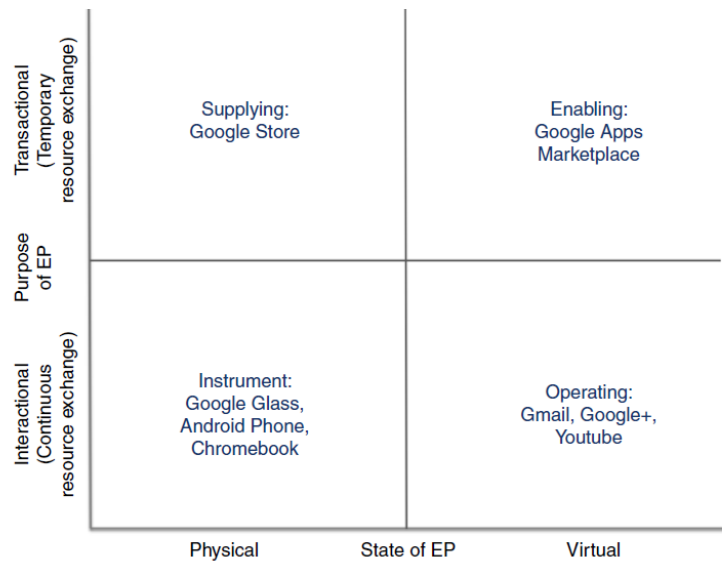 Transactional
(Temporary
resource exchange)
Supplying:
Google Store
Enabling:
Google Apps
Marketplace
Purpose
of EP
Interactional
(Continuous
resource exchange)
Instrument:
Google Glass,
Android Phone,
Chromebook
Operating:
Gmail, Google+,
Youtube
Physical
State of EP
Virtual